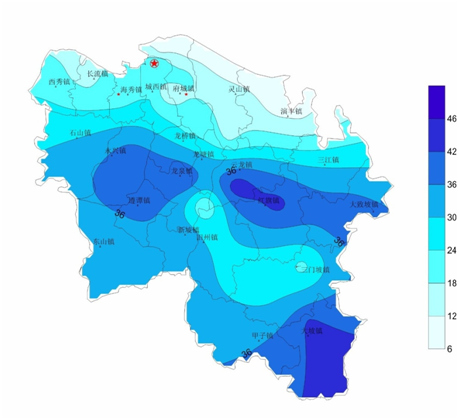 长流镇
西秀镇
海秀镇
城西镇
府城镇
灵山镇
演丰镇
石山镇
龙桥镇
永兴镇
龙塘镇
云龙镇
三江镇
龙泉镇
36
红旗镇
遵谭镇
大致坡镇
36
新坡镇
旧州镇
东山镇
36
三门坡镇
甲子镇
大坡镇
36
46
42
36
30
24
18
12
6